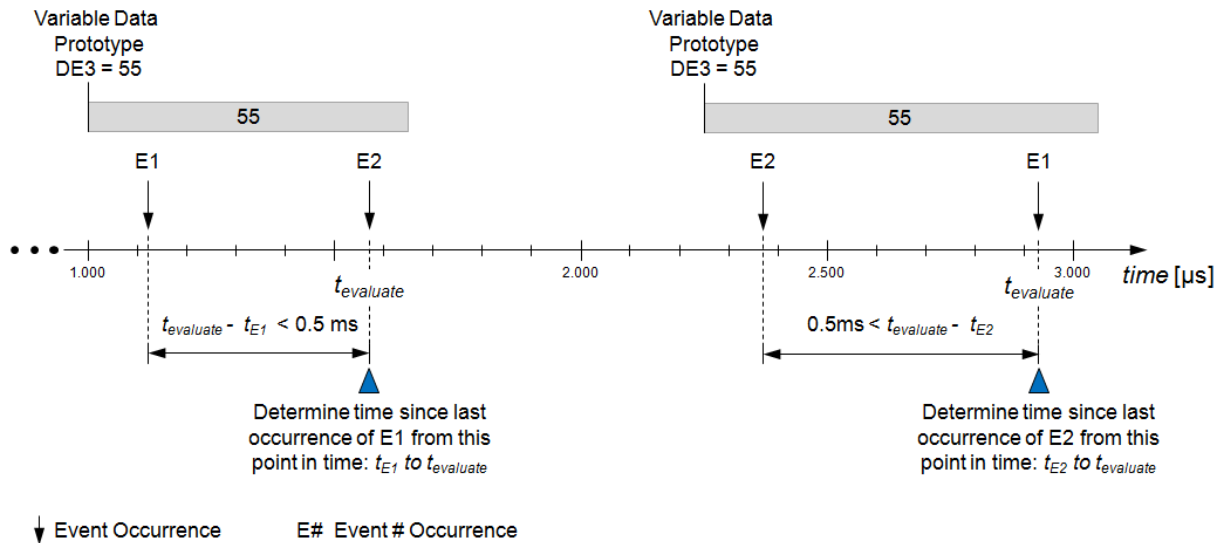 Variable Data
Prototype
DE3 = 55
Variable Data
Prototype
DE3 = 55
55
55
E1
E2
E2
E1
1.000
2.000
2.500
3.000
time [µs]
tevaluate
tevaluate
tevaluate - tE1 < 0.5 ms
0.5ms < tevaluate - tE2
Determine time since last
occurrence of E1 from this
point in time: tE1 to tevaluate
Determine time since last
occurrence of E2 from this
point in time: tE2 to tevaluate
Event Occurrence
E# Event # Occurrence